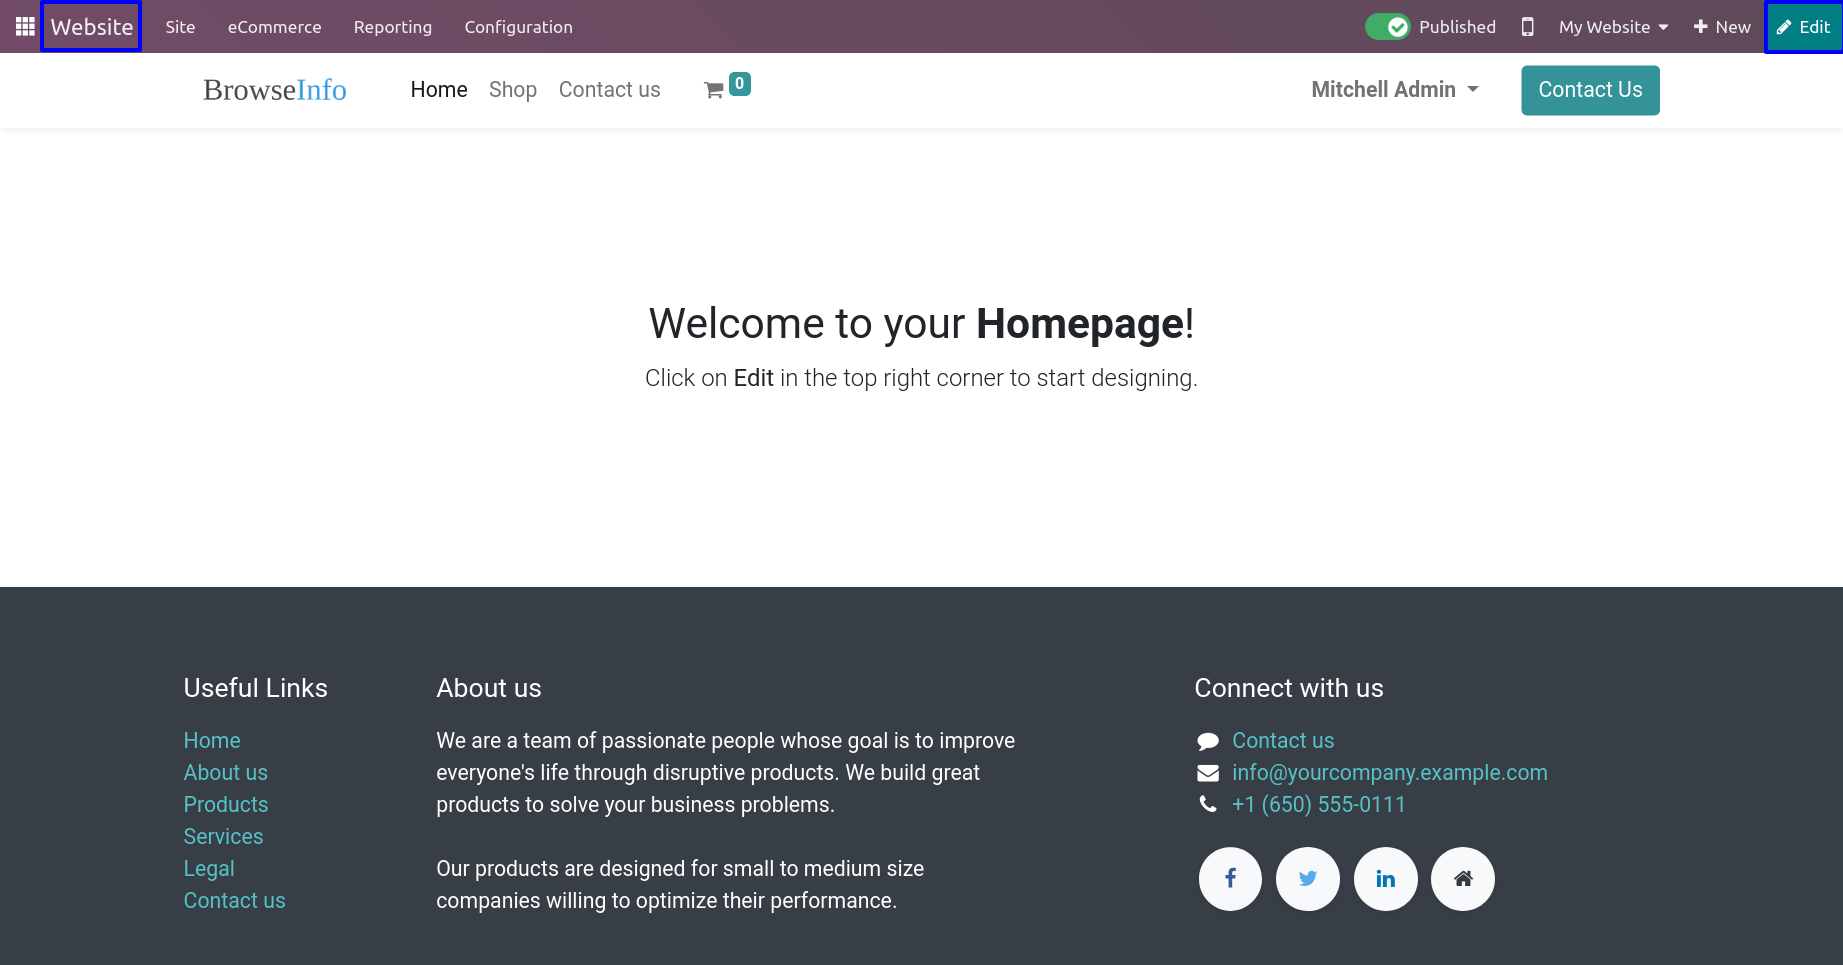 Website Site eCommerce Reporting Configuration Published My Website New Edit
BrowseInfo Home Shop Contact us 0 Mitchell Admin Contact Us
Welcome to your Homepage!
Click on Edit in the top right corner to start designing.
Useful Links
Home
About us
Products
Services
Legal
Contact us
About us
We are a team of passionate people whose goal is to improve
everyone's life through disruptive products. We build great
products to solve your business problems.
Our products are designed for small to medium size
companies willing to optimize their performance.
Connect with us
Contact us
info@yourcompany.example.com
+1 (650) 555-0111